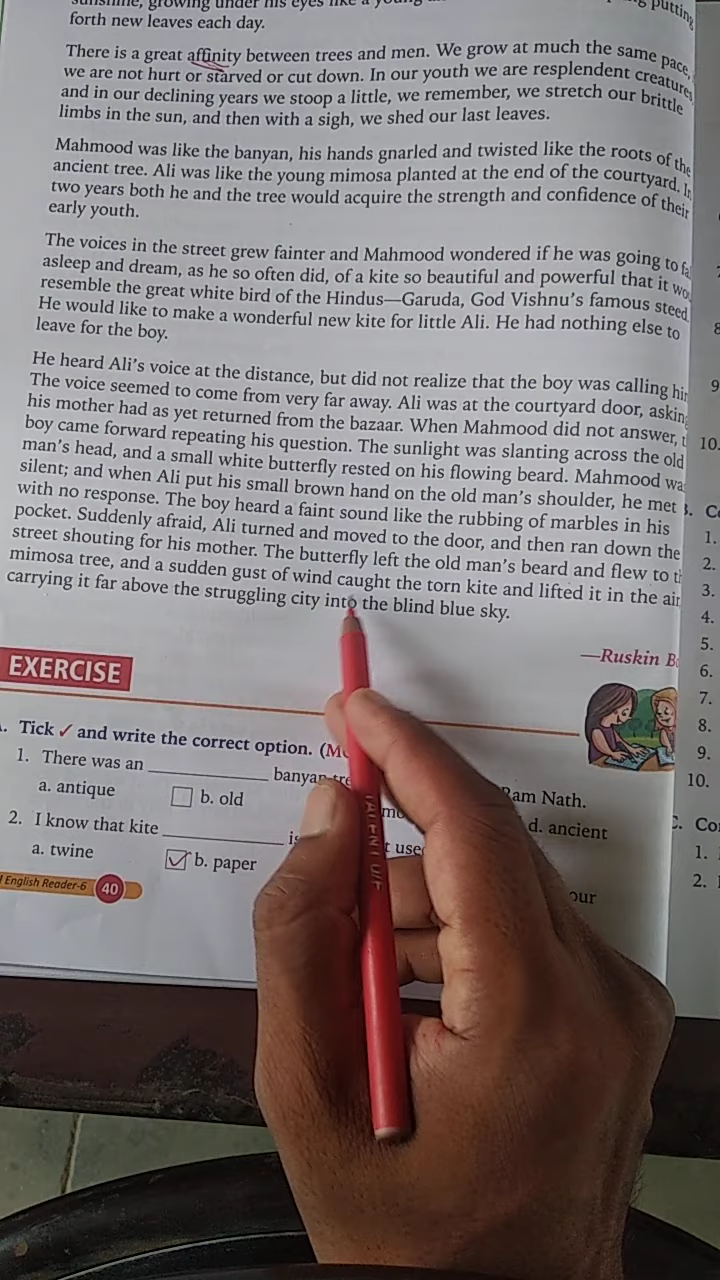 sunshine, growing under his eyes like a young putting
forth new leaves each day.
There is a great affinity between trees and men. We grow at much the same pace,
we are not hurt or starved or cut down. In our youth we are resplendent creatures,
and in our declining years we stoop a little, we remember, we stretch our brittle
limbs in the sun, and then with a sigh, we shed our last leaves.
Mahmood was like the banyan, his hands gnarled and twisted like the roots of the
ancient tree. Ali was like the young mimosa planted at the end of the courtyard. In
two years both he and the tree would acquire the strength and confidence of their
early youth.
The voices in the street grew fainter and Mahmood wondered if he was going to
asleep and dream, as he so often did, of a kite so beautiful and powerful that it
resemble the great white bird of the Hindus—Garuda, God Vishnu's famous steed.
He would like to make a wonderful new kite for little Ali. He had nothing else to
leave for the boy.
He heard Ali's voice at the distance, but did not realize that the boy was calling
The voice seemed to come from very far away. Ali was at the courtyard door,
his mother had as yet returned from the bazaar. When Mahmood did not answer,
boy came forward repeating his question. The sunlight was slanting across the old
man's head, and a small white butterfly rested on his flowing beard. Mahmood
silent; and when Ali put his small brown hand on the old man's shoulder, he met
with no response. The boy heard a faint sound like the rubbing of marbles in his
pocket. Suddenly afraid, Ali turned and moved to the door, and then ran down the
street shouting for his mother. The butterfly left the old man's beard and flew to
mimosa tree, and a sudden gust of wind caught the torn kite and lifted it in the air
carrying it far above the struggling city into the blind blue sky.
—Ruskin
EXERCISE
Tick ✓ and write the correct option.
1. There was an ____________ banyan Ram Nath.
a. antique b. old d. ancient
2. I know that kite ____________
a. twine b. paper
English Reader-6 40
8
9
10.
1.
2.
3.
4.
5.
6.
7.
8.
9.
10.
C.
1.
2.